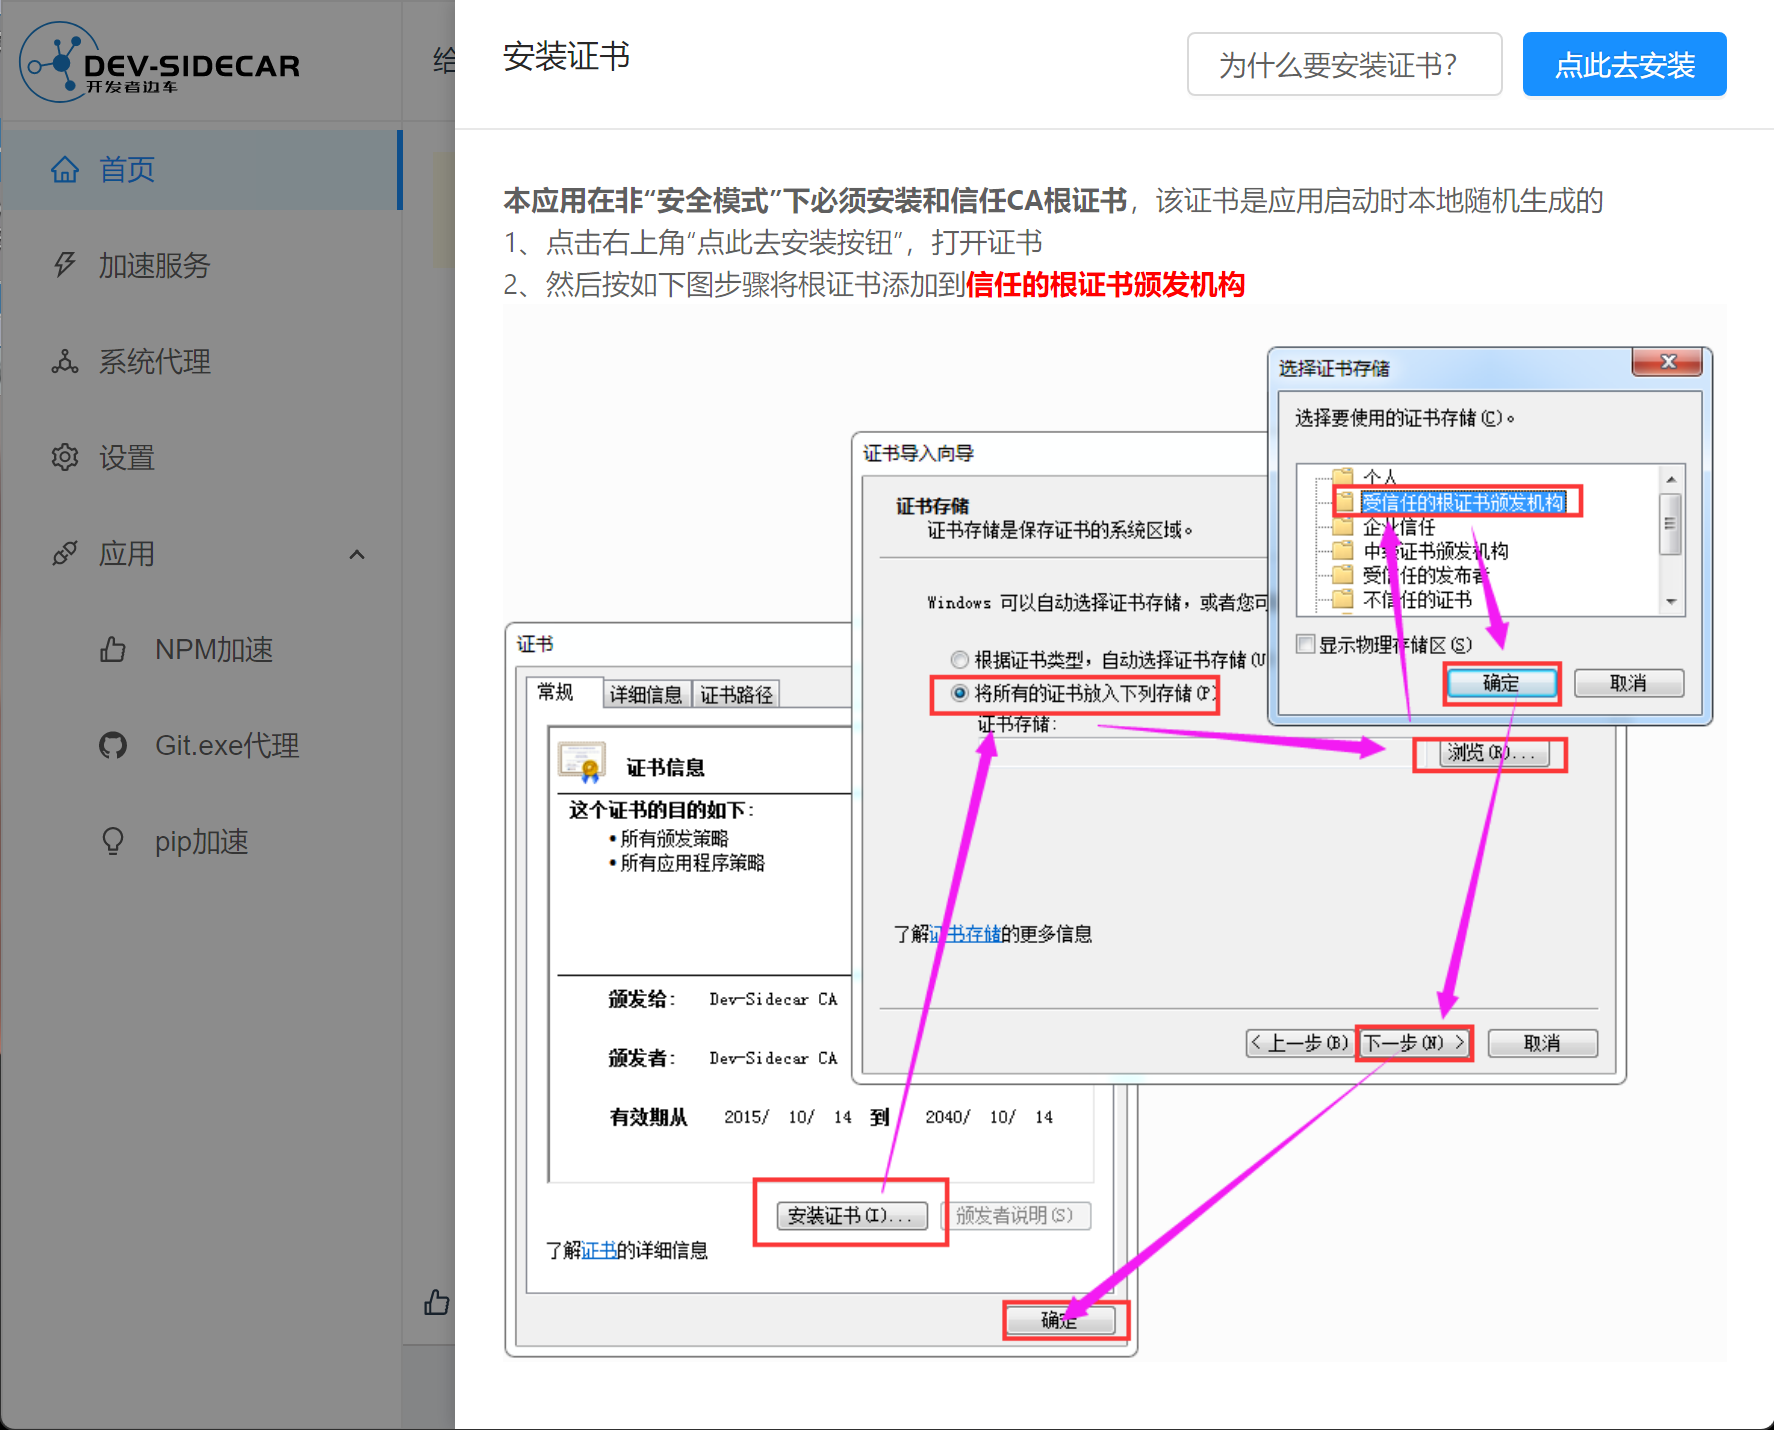 DEV-SIDECAR
开发者边车
首页
加速服务
系统代理
设置
应用
NPM加速
Git.exe代理
pip加速
给
安装证书
为什么要安装证书?
点此去安装
本应用在非“安全模式”下必须安装和信任CA根证书，该证书是应用启动时本地随机生成的
1、点击右上角“点此去安装按钮”，打开证书
2、然后按如下图步骤将根证书添加到信任的根证书颁发机构
证书
常规
详细信息
证书路径
证书信息
这个证书的目的如下:
•所有颁发策略
•所有应用程序策略
颁发给: Dev-Sidecar CA
颁发者: Dev-Sidecar CA
有效期从 2015/ 10/ 14 到 2040/ 10/ 14
安装证书(I)...
颁发者说明(S)
了解证书的详细信息
确定
证书导入向导
证书存储
证书存储是保存证书的系统区域。
Windows 可以自动选择证书存储，或者您可
根据证书类型，自动选择证书存储(U
将所有的证书放入下列存储(P)
证书存储:
浏览(R)...
了解证书存储的更多信息
< 上一步(B)
下一步(N) >
取消
选择证书存储
选择要使用的证书存储(C)。
个人
受信任的根证书颁发机构
企业信任
中级证书颁发机构
受信任的发布者
不信任的证书
显示物理存储区(S)
确定
取消